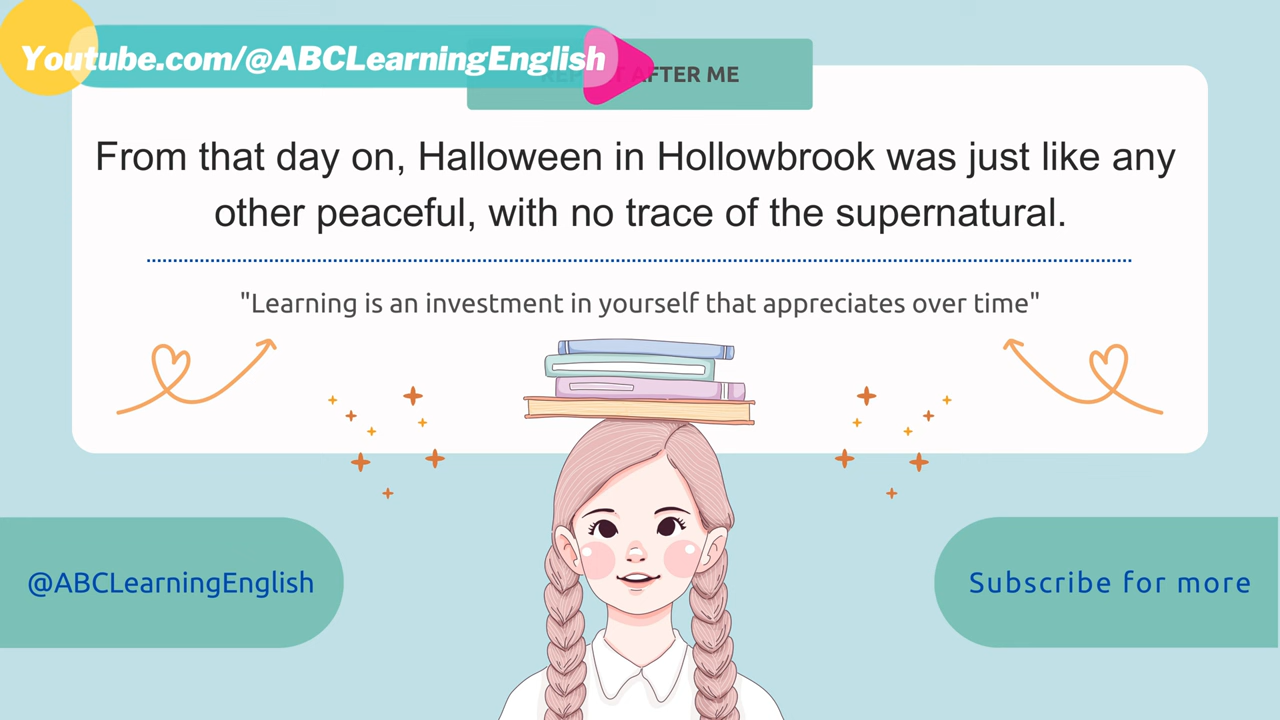 Youtube.com/@ABCLearningEnglish
AFTER ME
From that day on, Halloween in Hollowbrook was just like any
other peaceful, with no trace of the supernatural.
"Learning is an investment in yourself that appreciates over time"
@ABCLearningEnglish
Subscribe for more